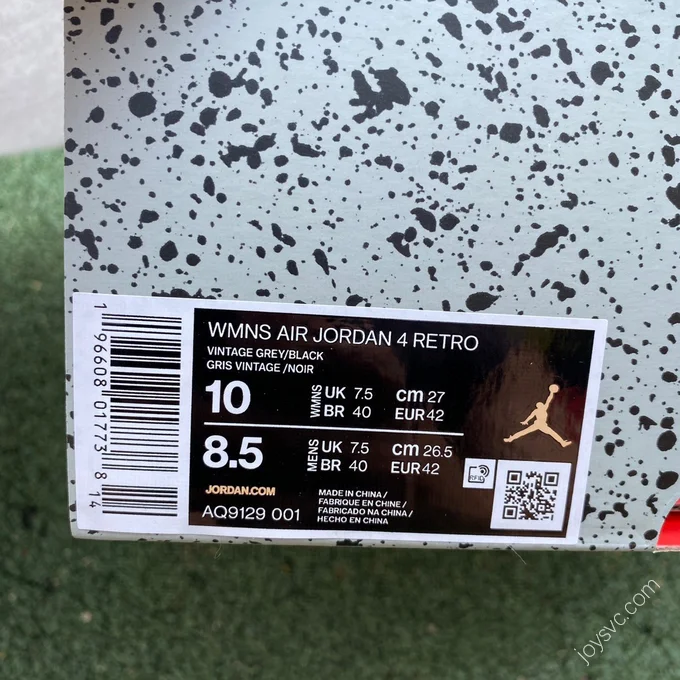 1 96608 01773 8 14
WMNS AIR JORDAN 4 RETRO
VINTAGE GREY/BLACK
GRIS VINTAGE /NOIR
10 WMNS UK 7.5 cm 27
BR 40 EUR 42
8.5 MENS UK 7.5 cm 26.5
BR 40 EUR 42
JORDAN.COM
AQ9129 001
MADE IN CHINA /
FABRIQUE EN CHINE /
FABRICADO NA CHINA /
HECHO EN CHINA
joysvc.com